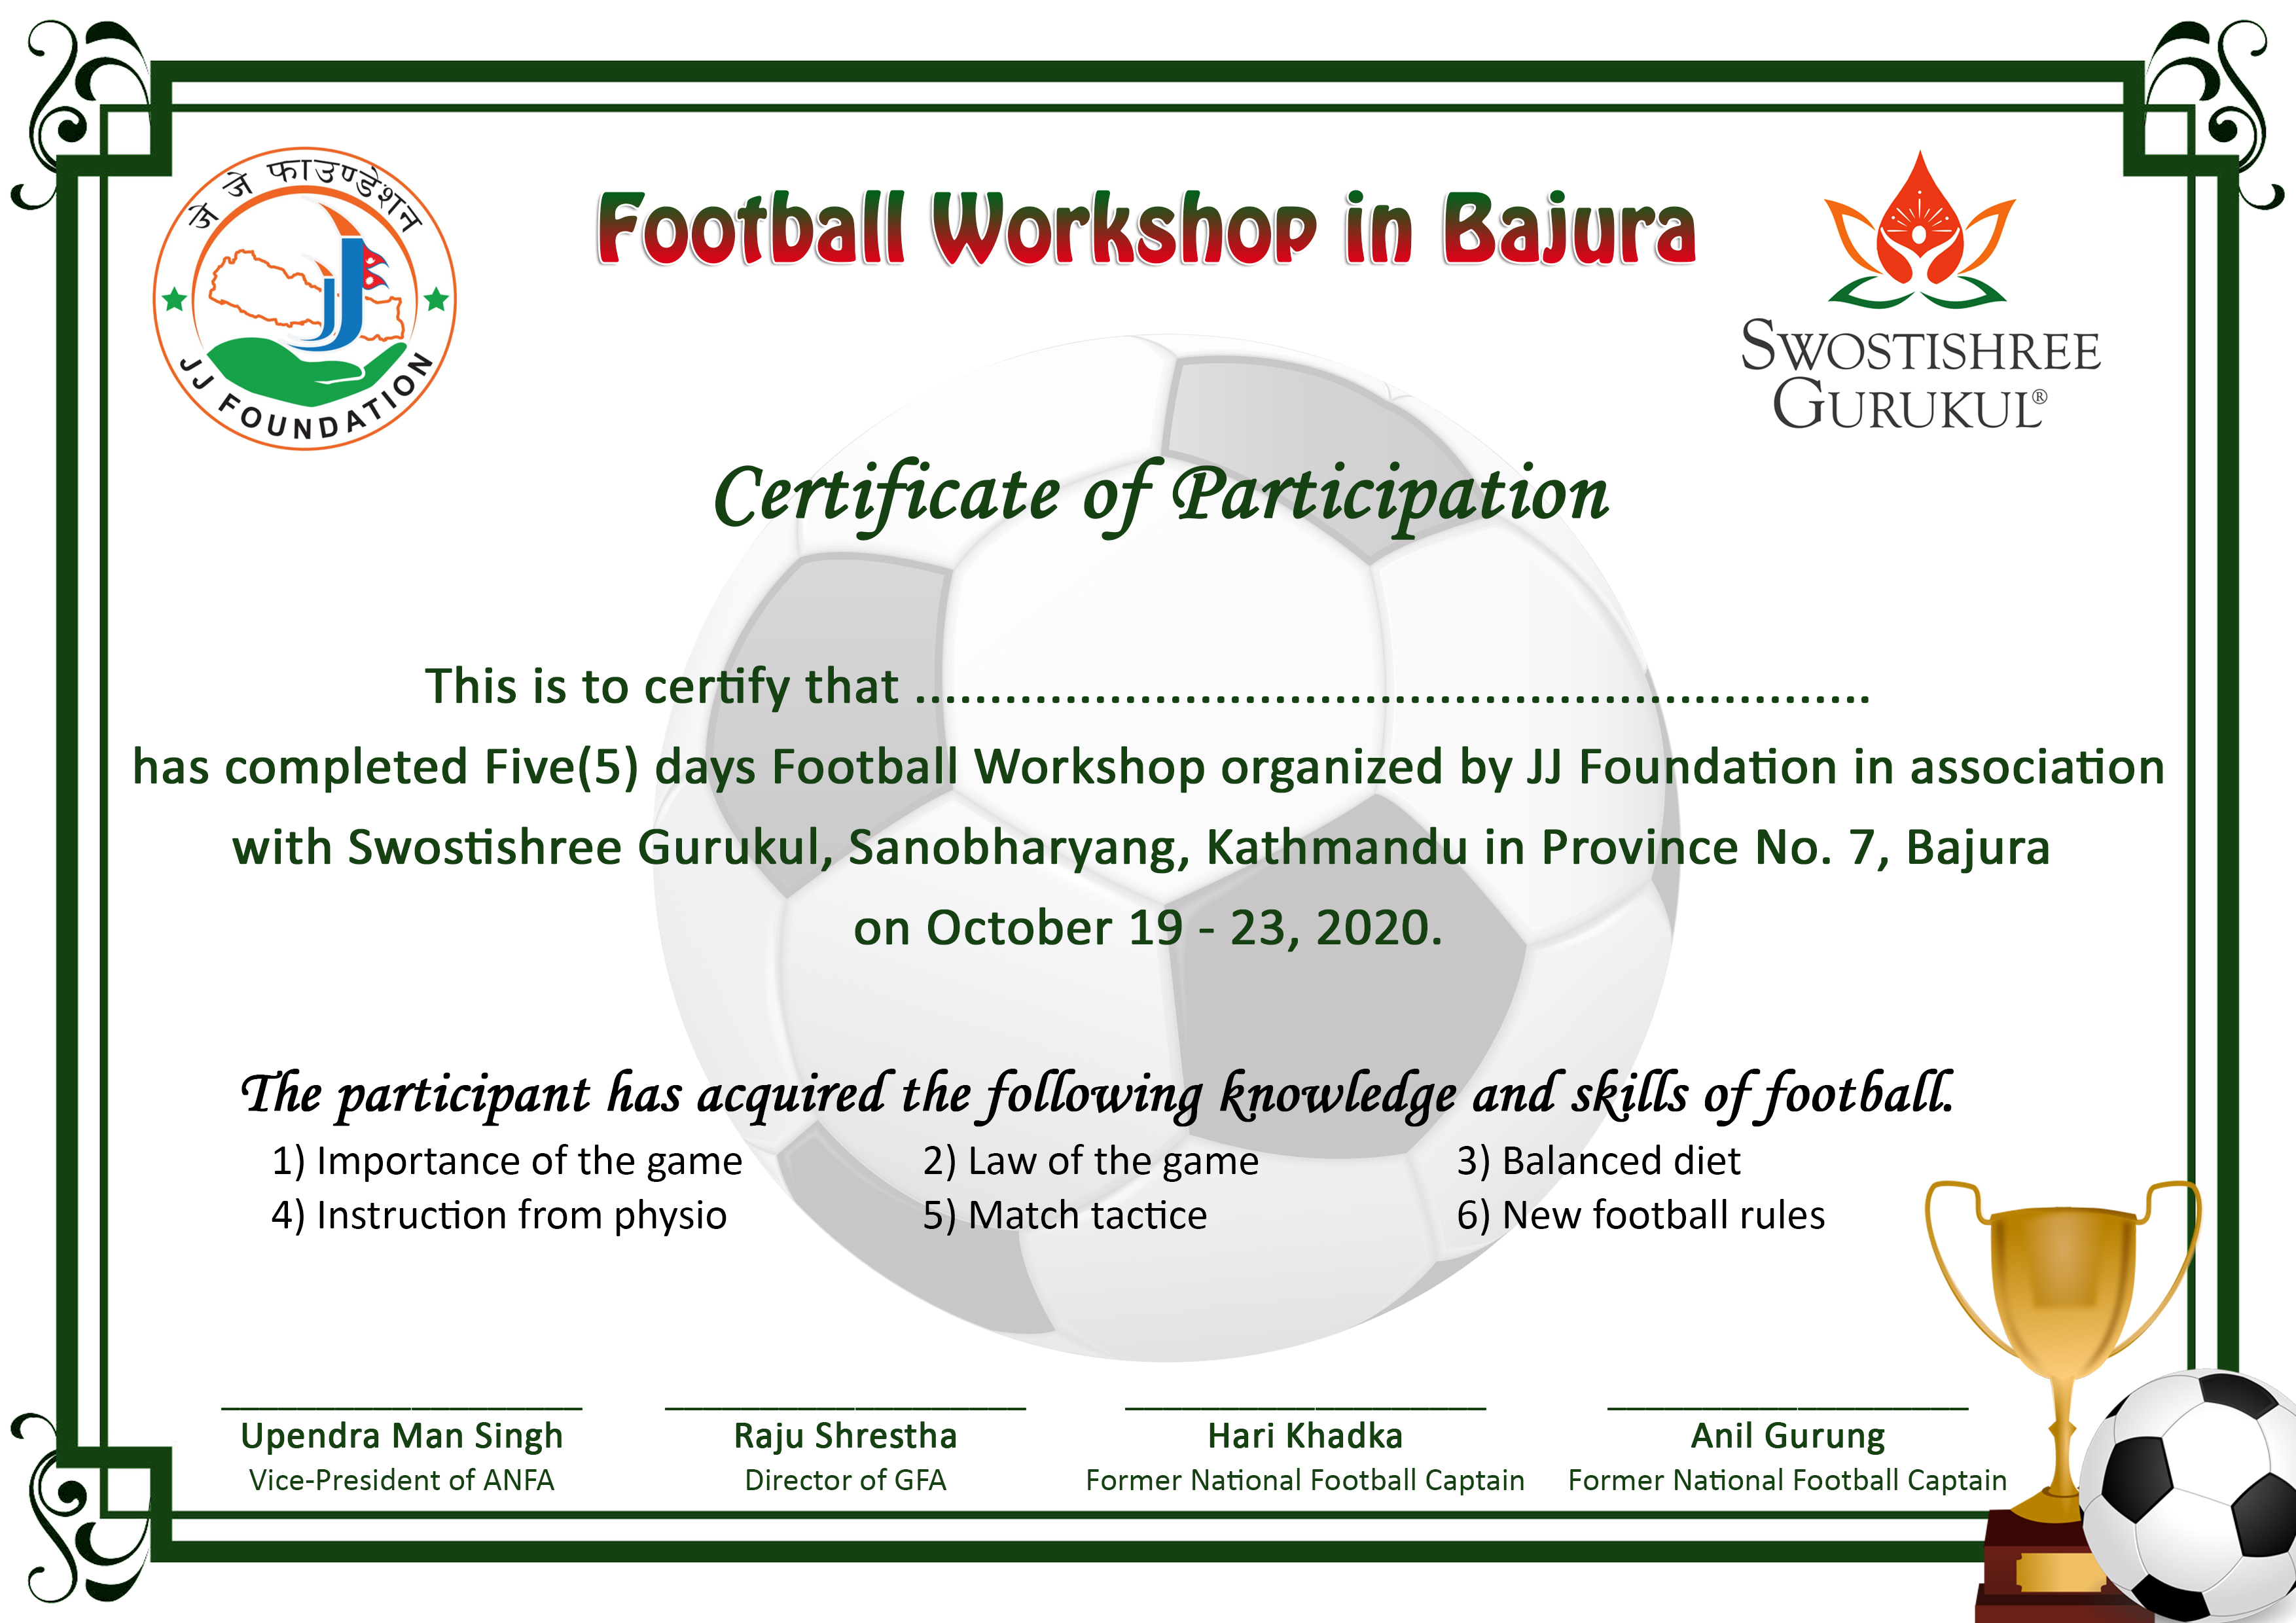 जे जे फाउण्डेशन
JJ FOUNDATION
Football Workshop in Bajura
SWOSTISHREE
GURUKUL®
Certificate of Participation
This is to certify that ................................................................
has completed Five(5) days Football Workshop organized by JJ Foundation in association
with Swostishree Gurukul, Sanobharyang, Kathmandu in Province No. 7, Bajura
on October 19 - 23, 2020.
The participant has acquired the following knowledge and skills of football.
1) Importance of the game 2) Law of the game 3) Balanced diet
4) Instruction from physio 5) Match tactice 6) New football rules
Upendra Man Singh Raju Shrestha Hari Khadka Anil Gurung
Vice-President of ANFA Director of GFA Former National Football Captain Former National Football Captain